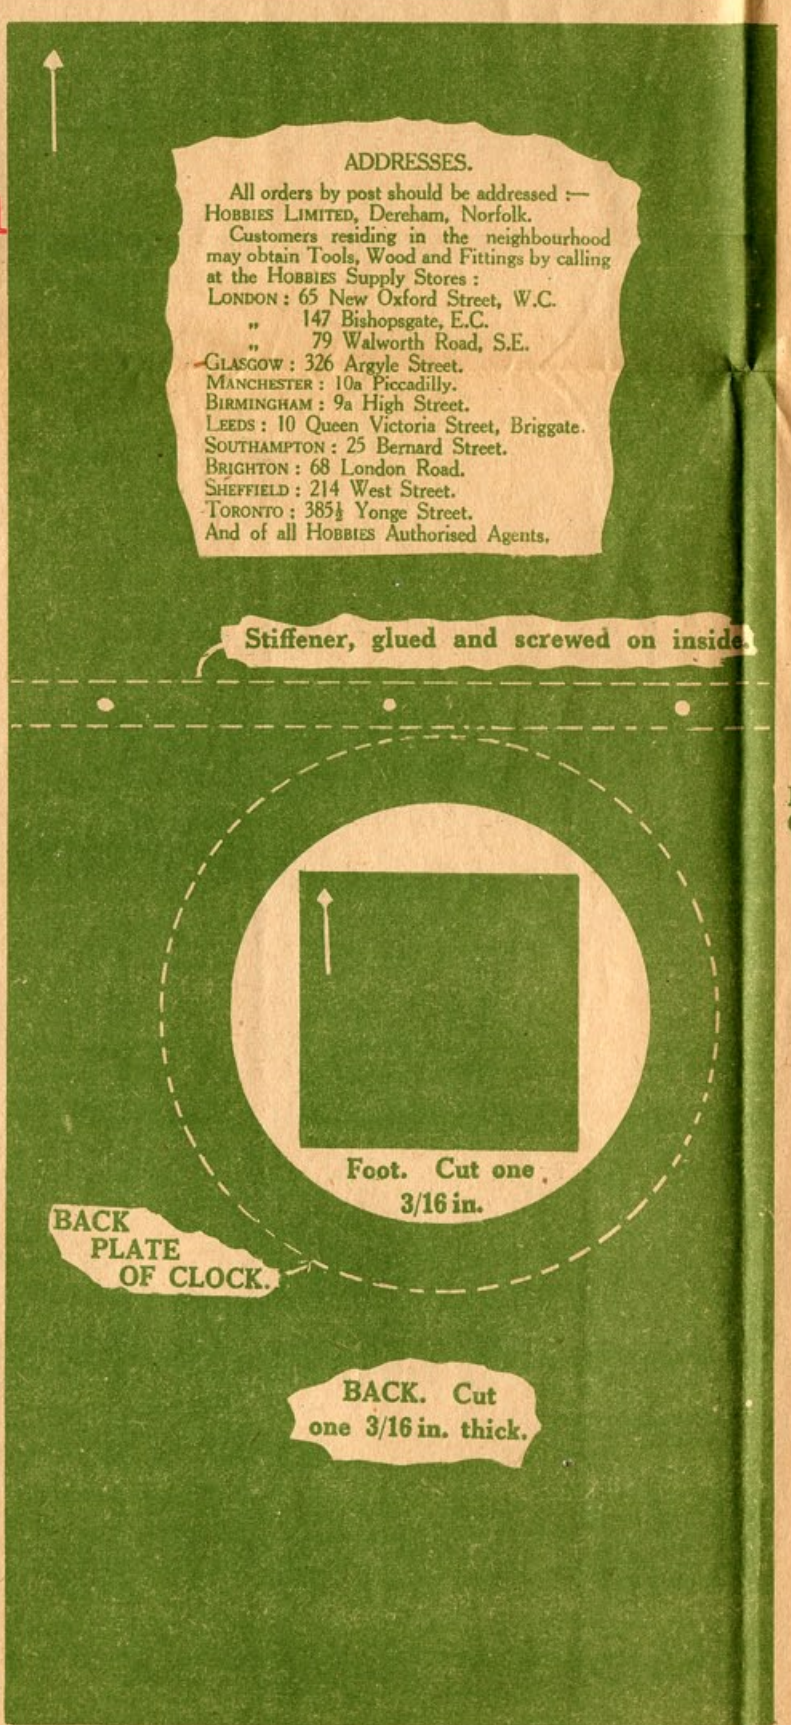 ADDRESSES.
All orders by post should be addressed :—
HOBBIES LIMITED, Dereham, Norfolk.
Customers residing in the neighbourhood
may obtain Tools, Wood and Fittings by calling
at the HOBBIES Supply Stores :
LONDON : 65 New Oxford Street, W.C.
„ 147 Bishopsgate, E.C.
„ 79 Walworth Road, S.E.
GLASGOW : 326 Argyle Street.
MANCHESTER : 10a Piccadilly.
BIRMINGHAM : 9a High Street.
LEEDS : 10 Queen Victoria Street, Briggate.
SOUTHAMPTON : 25 Bernard Street.
BRIGHTON : 68 London Road.
SHEFFIELD : 214 West Street.
TORONTO : 385½ Yonge Street.
And of all HOBBIES Authorised Agents.
Stiffener, glued and screwed on inside.
Foot. Cut one
3/16 in.
BACK
PLATE
OF CLOCK.
BACK. Cut
one 3/16 in. thick.